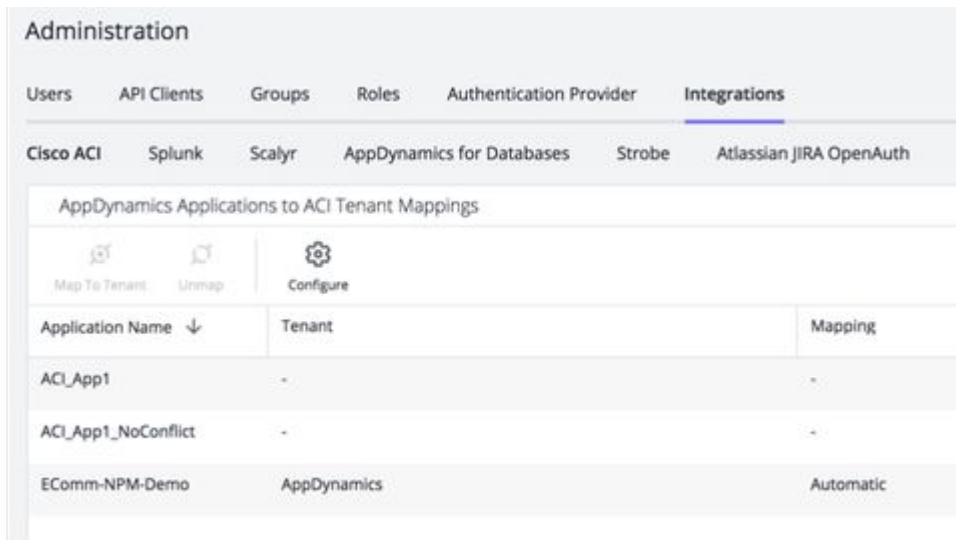 Administration
Users API Clients Groups Roles Authentication Provider Integrations
Cisco ACI Splunk Scalyr AppDynamics for Databases Strobe Atlassian JIRA OpenAuth
AppDynamics Applications to ACI Tenant Mappings
Map To Tenant Unmap Configure
Application Name ↓ Tenant Mapping
ACI_App1 - -
ACI_App1_NoConflict - -
EComm-NPM-Demo AppDynamics Automatic